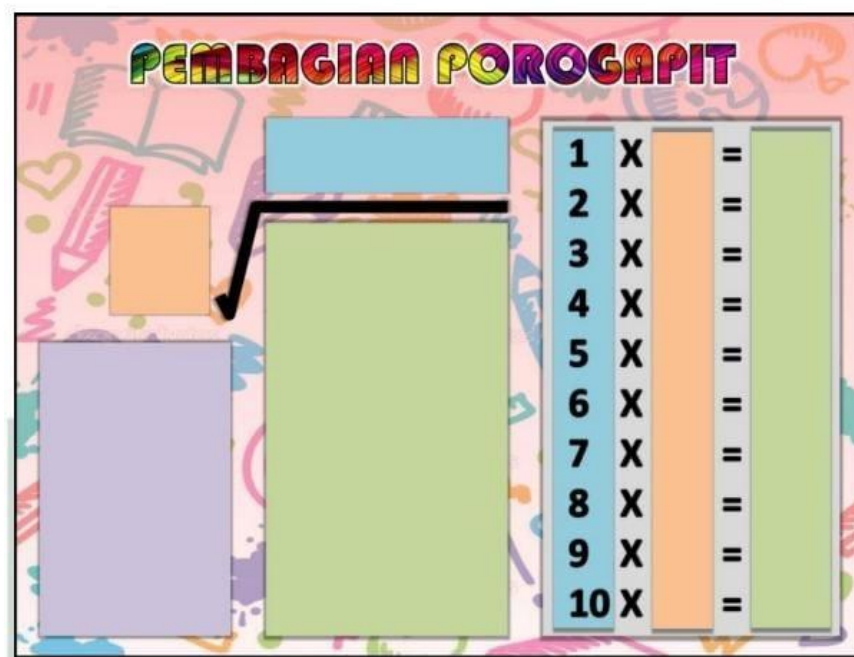 PEMBAGIAN POROGAPIT
1 X =
2 X =
3 X =
4 X =
5 X =
6 X =
7 X =
8 X =
9 X =
10 X =